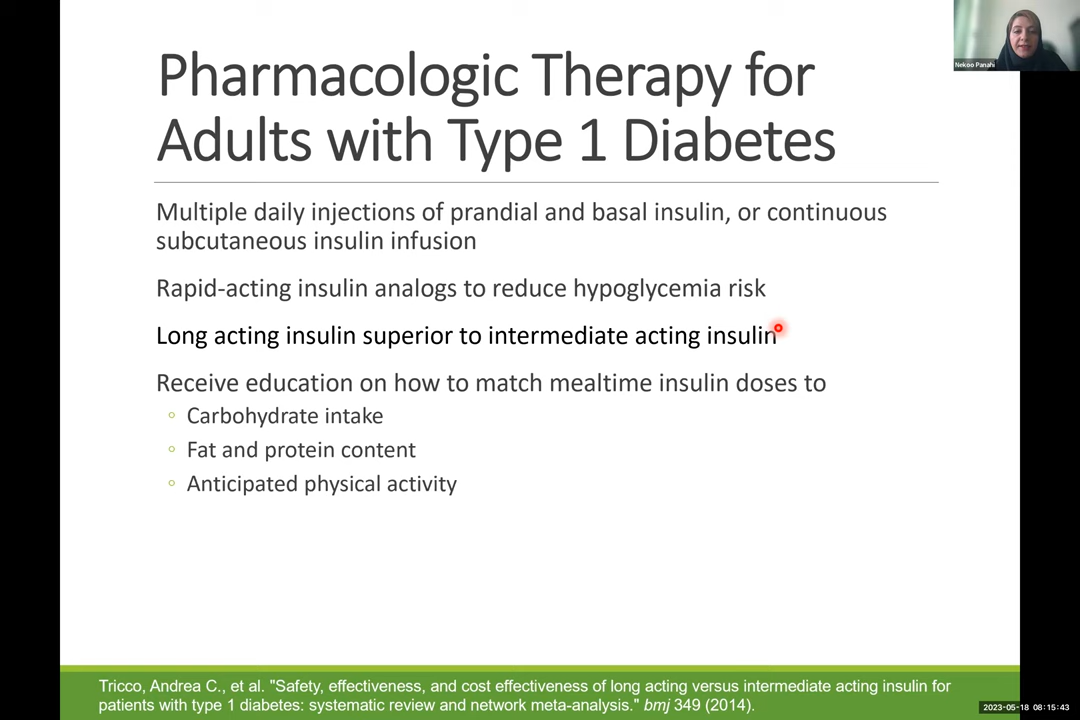 Pharmacologic Therapy for
Adults with Type 1 Diabetes
Nekoo Panahi
Multiple daily injections of prandial and basal insulin, or continuous
subcutaneous insulin infusion
Rapid-acting insulin analogs to reduce hypoglycemia risk
Long acting insulin superior to intermediate acting insulin
Receive education on how to match mealtime insulin doses to
◦ Carbohydrate intake
◦ Fat and protein content
◦ Anticipated physical activity
Tricco, Andrea C., et al. "Safety, effectiveness, and cost effectiveness of long acting versus intermediate acting insulin for
patients with type 1 diabetes: systematic review and network meta-analysis." bmj 349 (2014).
2023-05-18 08:15:43